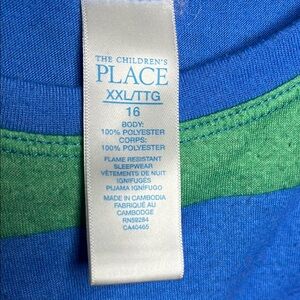 THE CHILDREN'S
PLACE
XXL/TTG
16
BODY:
100% POLYESTER
CORPS:
100% POLYESTER
FLAME RESISTANT
SLEEPWEAR
VÊTEMENTS DE NUIT
IGNIFUGES
PIJAMA IGNÍFUGO
MADE IN CAMBODIA
FABRIQUÉ AU
CAMBODGE
RN59284
CA40465